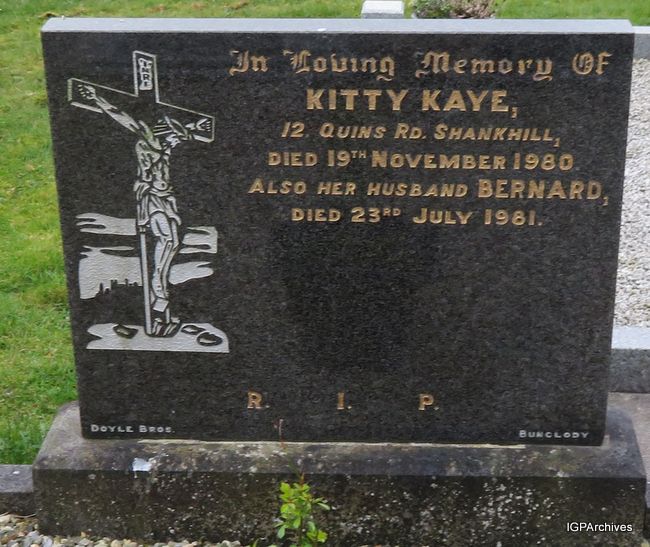 In Loving Memory Of
KITTY KAYE,
12. QUINS RD. SHANKHILL,
DIED 19TH NOVEMBER 1980.
ALSO HER HUSBAND BERNARD,
DIED 23RD JULY 1981.
R. I. P.
DOYLE BROS. BUNCLODY
IGPArchives